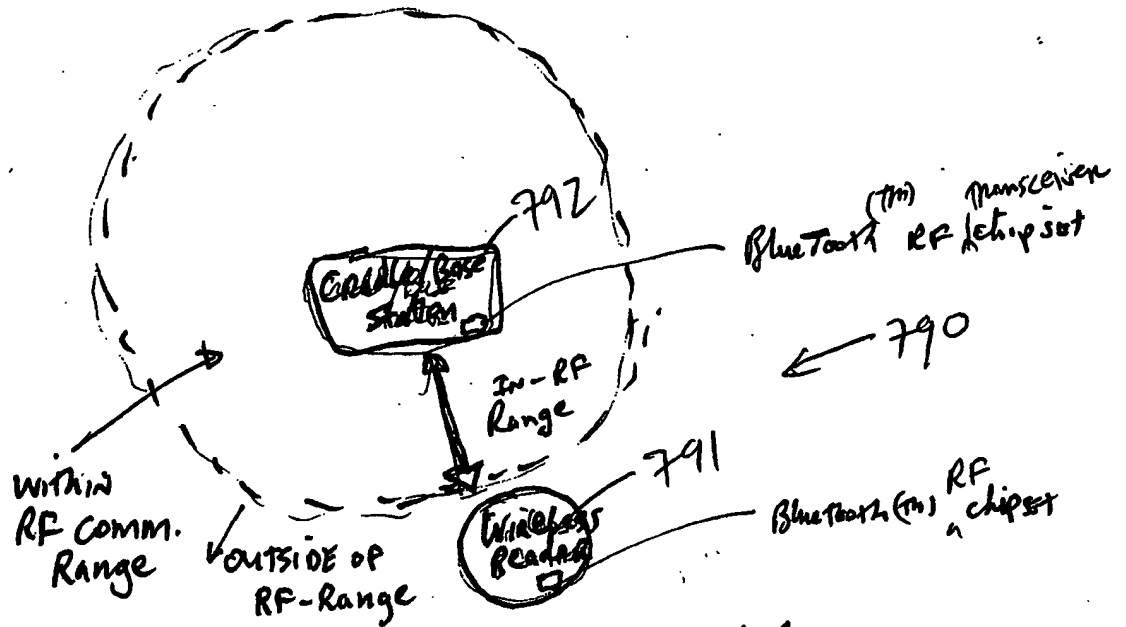 792
BlueTooth (TM) RF transceiver chipset
Cradle/Base
Station
790
IN-RF
Range
791
BlueTooth (TM) RF chipset
Wireless
Reader
WITHIN
RF COMM.
Range
OUTSIDE OF
RF-Range